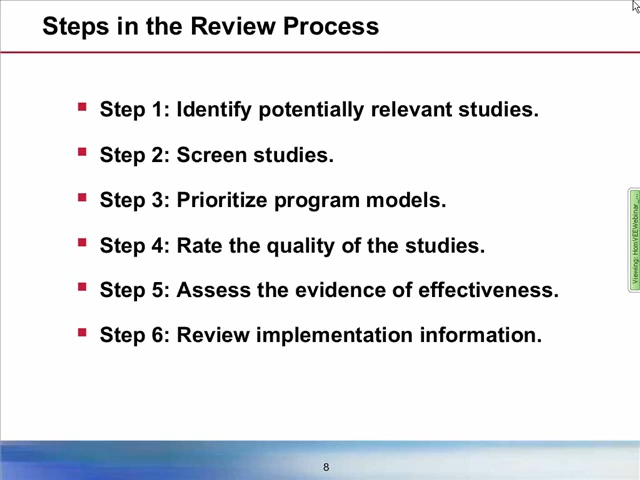 Steps in the Review Process
Step 1: Identify potentially relevant studies.
Step 2: Screen studies.
Step 3: Prioritize program models.
Step 4: Rate the quality of the studies.
Step 5: Assess the evidence of effectiveness.
Step 6: Review implementation information.
Viewing: HomVEEWebinar_...
8